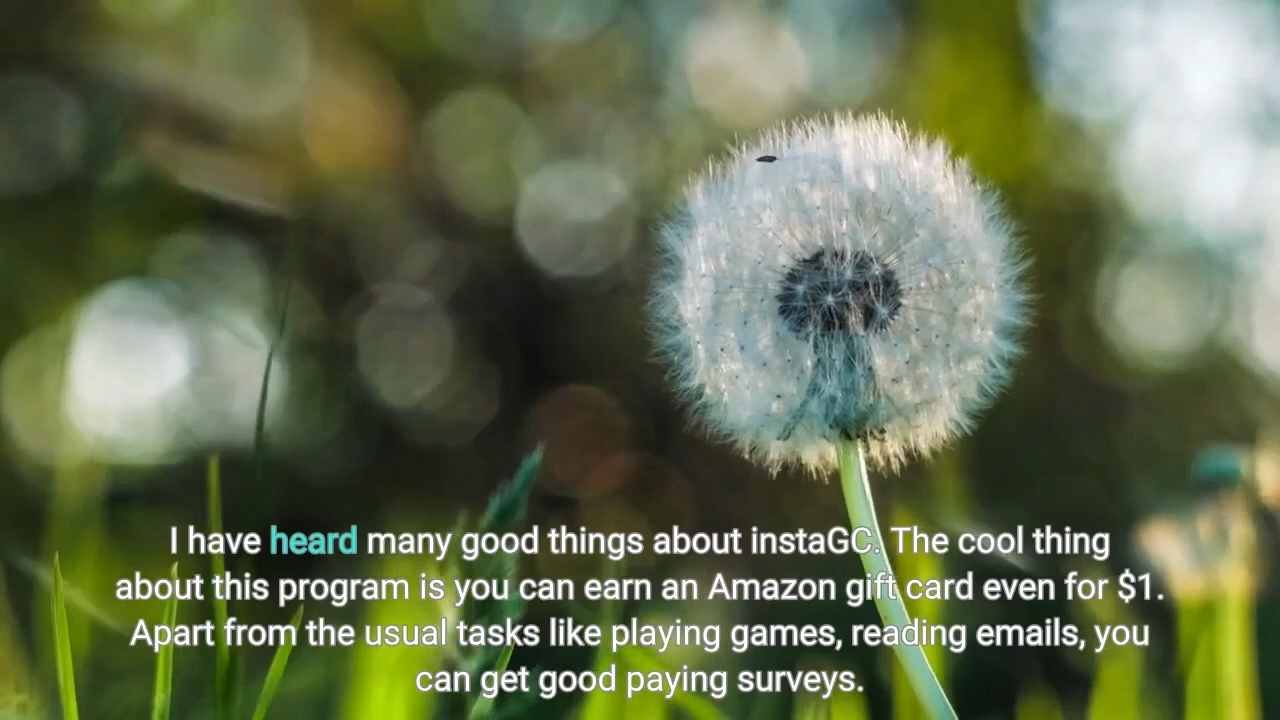 I have heard many good things about instaGC. The cool thing
about this program is you can earn an Amazon gift card even for $1.
Apart from the usual tasks like playing games, reading emails, you
can get good paying surveys.